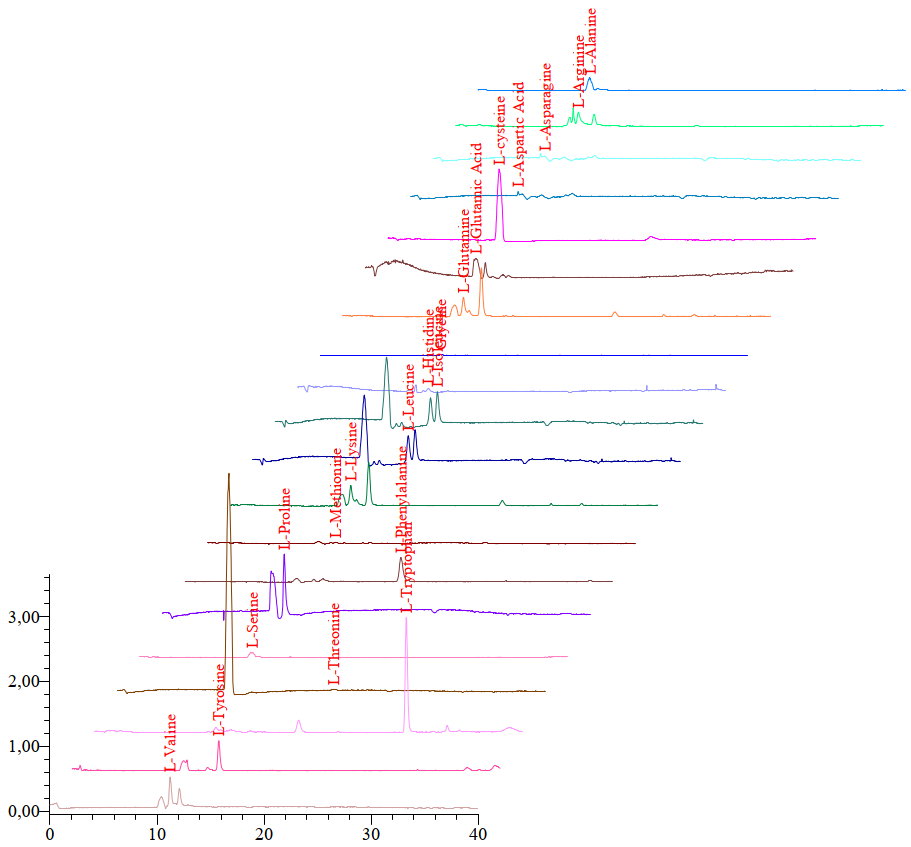 L-Alanine
L-Arginine
L-Asparagine
L-Aspartic Acid
L-cysteine
L-Glutamic Acid
L-Glutamine
Glycine
L-Histidine
L-Isoleucine
L-Leucine
L-Lysine
L-Methionine
L-Phenylalanine
L-Proline
L-Serine
L-Threonine
L-Tryptophan
L-Tyrosine
L-Valine
3,00
2,00
1,00
0,00
0 10 20 30 40